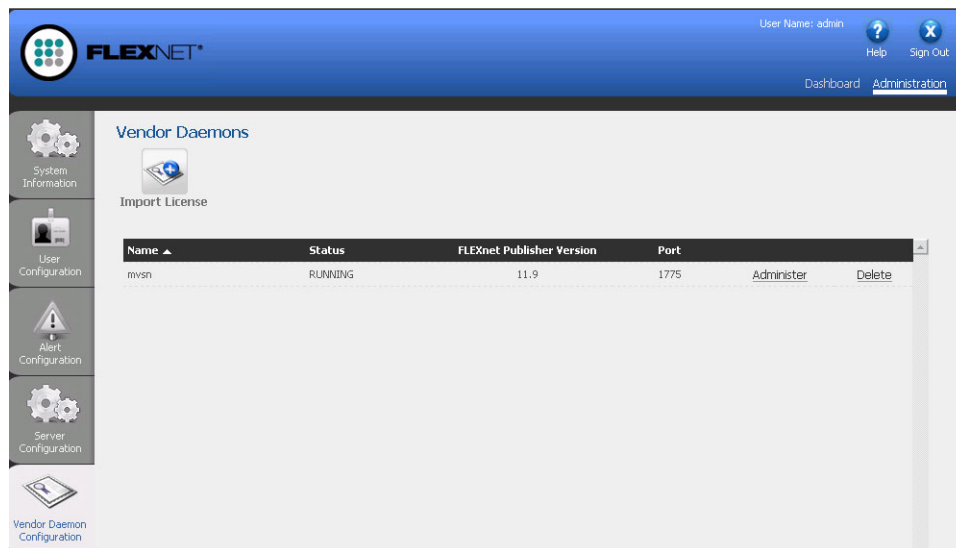 User Name: admin
?
X
Help
Sign Out
FLEXNET
Dashboard
Administration
System
Information
User
Configuration
Alert
Configuration
Server
Configuration
Vendor Daemon
Configuration
Vendor Daemons
Import License
Name Status FLEXnet Publisher Version Port
mvsn RUNNING 11.9 1775 Administer Delete